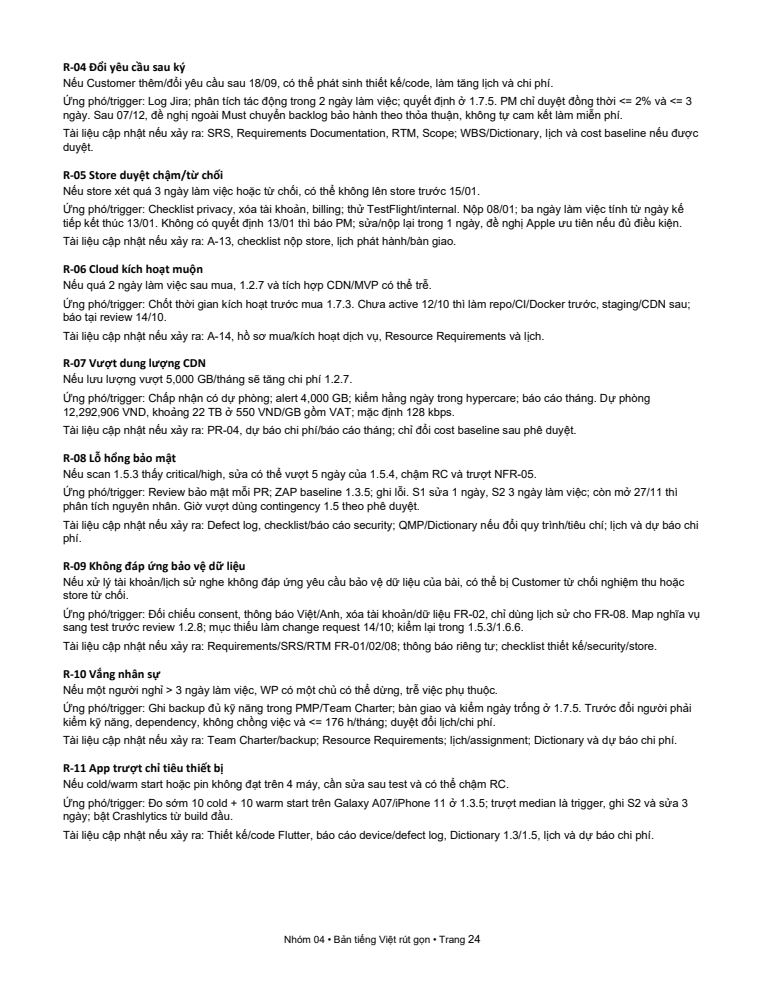 R-04 Đổi yêu cầu sau ký
Nếu Customer thêm/đổi yêu cầu sau 18/09, có thể phát sinh thiết kế/code, làm tăng lịch và chi phí.
Ứng phó/trigger: Log Jira; phân tích tác động trong 2 ngày làm việc; quyết định ở 1.7.5. PM chỉ duyệt đồng thời <= 2% và <= 3
ngày. Sau 07/12, đề nghị ngoài Must chuyển backlog bảo hành theo thỏa thuận, không tự cam kết làm miễn phí.
Tài liệu cập nhật nếu xảy ra: SRS, Requirements Documentation, RTM, Scope; WBS/Dictionary, lịch và cost baseline nếu được
duyệt.
R-05 Store duyệt chậm/từ chối
Nếu store xét quá 3 ngày làm việc hoặc từ chối, có thể không lên store trước 15/01.
Ứng phó/trigger: Checklist privacy, xóa tài khoản, billing; thử TestFlight/internal. Nộp 08/01; ba ngày làm việc tính từ ngày kế
tiếp kết thúc 13/01. Không có quyết định 13/01 thì báo PM; sửa/nộp lại trong 1 ngày, đề nghị Apple ưu tiên nếu đủ điều kiện.
Tài liệu cập nhật nếu xảy ra: A-13, checklist nộp store, lịch phát hành/bàn giao.
R-06 Cloud kích hoạt muộn
Nếu quá 2 ngày làm việc sau mua, 1.2.7 và tích hợp CDN/MVP có thể trễ.
Ứng phó/trigger: Chốt thời gian kích hoạt trước mua 1.7.3. Chưa active 12/10 thì làm repo/CI/Docker trước, staging/CDN sau;
báo tại review 14/10.
Tài liệu cập nhật nếu xảy ra: A-14, hồ sơ mua/kích hoạt dịch vụ, Resource Requirements và lịch.
R-07 Vượt dung lượng CDN
Nếu lưu lượng vượt 5,000 GB/tháng sẽ tăng chi phí 1.2.7.
Ứng phó/trigger: Chấp nhận có dự phòng; alert 4,000 GB; kiểm hằng ngày trong hypercare; báo cáo tháng. Dự phòng
12,292,906 VND, khoảng 22 TB ở 550 VND/GB gồm VAT; mặc định 128 kbps.
Tài liệu cập nhật nếu xảy ra: PR-04, dự báo chi phí/báo cáo tháng; chỉ đổi cost baseline sau phê duyệt.
R-08 Lỗ hổng bảo mật
Nếu scan 1.5.3 thấy critical/high, sửa có thể vượt 5 ngày của 1.5.4, chậm RC và trượt NFR-05.
Ứng phó/trigger: Review bảo mật mỗi PR; ZAP baseline 1.3.5; ghi lỗi. S1 sửa 1 ngày, S2 3 ngày làm việc; còn mở 27/11 thì
phân tích nguyên nhân. Giờ vượt dùng contingency 1.5 theo phê duyệt.
Tài liệu cập nhật nếu xảy ra: Defect log, checklist/báo cáo security; QMP/Dictionary nếu đổi quy trình/tiêu chí; lịch và dự báo chi
phí.
R-09 Không đáp ứng bảo vệ dữ liệu
Nếu xử lý tài khoản/lịch sử nghe không đáp ứng yêu cầu bảo vệ dữ liệu của bài, có thể bị Customer từ chối nghiệm thu hoặc
store từ chối.
Ứng phó/trigger: Đối chiếu consent, thông báo Việt/Anh, xóa tài khoản/dữ liệu FR-02, chỉ dùng lịch sử cho FR-08. Map nghĩa vụ
sang test trước review 1.2.8; mục thiếu làm change request 14/10; kiểm lại trong 1.5.3/1.6.6.
Tài liệu cập nhật nếu xảy ra: Requirements/SRS/RTM FR-01/02/08; thông báo riêng tư; checklist thiết kế/security/store.
R-10 Vắng nhân sự
Nếu một người nghỉ > 3 ngày làm việc, WP có một chủ có thể dừng, trễ việc phụ thuộc.
Ứng phó/trigger: Ghi backup đủ kỹ năng trong PMP/Team Charter; bàn giao và kiểm ngày trống ở 1.7.5. Trước đổi người phải
kiểm kỹ năng, dependency, không chồng việc và <= 176 h/tháng; duyệt đổi lịch/chi phí.
Tài liệu cập nhật nếu xảy ra: Team Charter/backup; Resource Requirements; lịch/assignment; Dictionary và dự báo chi phí.
R-11 App trượt chỉ tiêu thiết bị
Nếu cold/warm start hoặc pin không đạt trên 4 máy, cần sửa sau test và có thể chậm RC.
Ứng phó/trigger: Đo sớm 10 cold + 10 warm start trên Galaxy A07/iPhone 11 ở 1.3.5; trượt median là trigger, ghi S2 và sửa 3
ngày; bật Crashlytics từ build đầu.
Tài liệu cập nhật nếu xảy ra: Thiết kế/code Flutter, báo cáo device/defect log, Dictionary 1.3/1.5, lịch và dự báo chi phí.
Nhóm 04 • Bản tiếng Việt rút gọn • Trang 24